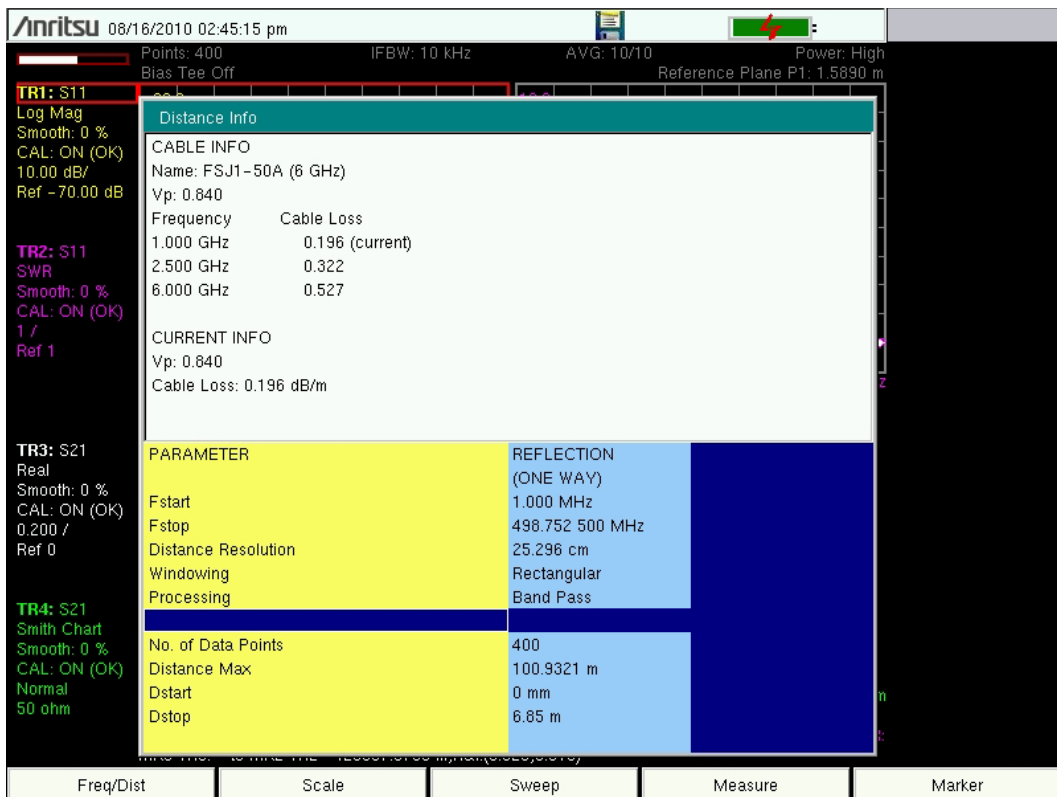 Anritsu 08/16/2010 02:45:15 pm
Points: 400 IFBW: 10 kHz AVG: 10/10 Power: High
Bias Tee Off Reference Plane P1: 1.5890 m
TR1: S11
Log Mag
Smooth: 0 %
CAL: ON (OK)
10.00 dB/
Ref -70.00 dB
TR2: S11
SWR
Smooth: 0 %
CAL: ON (OK)
1 /
Ref 1
TR3: S21
Real
Smooth: 0 %
CAL: ON (OK)
0.200 /
Ref 0
TR4: S21
Smith Chart
Smooth: 0 %
CAL: ON (OK)
Normal
50 ohm
Distance Info
CABLE INFO
Name: FSJ1-50A (6 GHz)
Vp: 0.840
Frequency Cable Loss
1.000 GHz 0.196 (current)
2.500 GHz 0.322
6.000 GHz 0.527
CURRENT INFO
Vp: 0.840
Cable Loss: 0.196 dB/m
PARAMETER REFLECTION
(ONE WAY)
Fstart 1.000 MHz
Fstop 498.752 500 MHz
Distance Resolution 25.296 cm
Windowing Rectangular
Processing Band Pass
No. of Data Points 400
Distance Max 100.9321 m
Dstart 0 mm
Dstop 6.85 m
Freq/Dist Scale Sweep Measure Marker